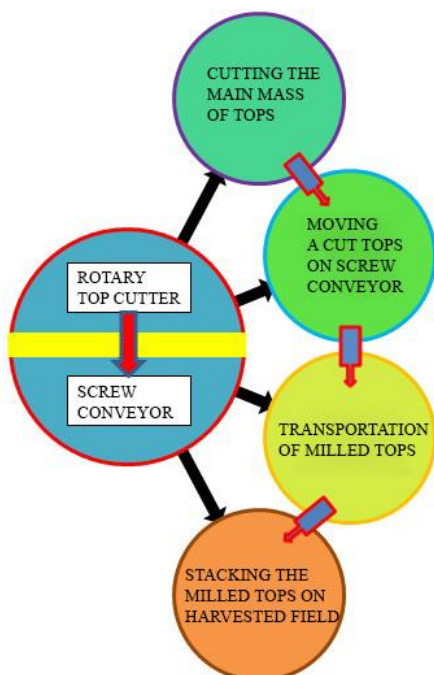 CUTTING THE
MAIN MASS
OF TOPS
MOVING
A CUT TOPS
ON SCREW
CONVEYOR
ROTARY
TOP CUTTER
SCREW
CONVEYOR
TRANSPORTATION
OF MILLED TOPS
STACKING THE
MILLED TOPS ON
HARVESTED FIELD